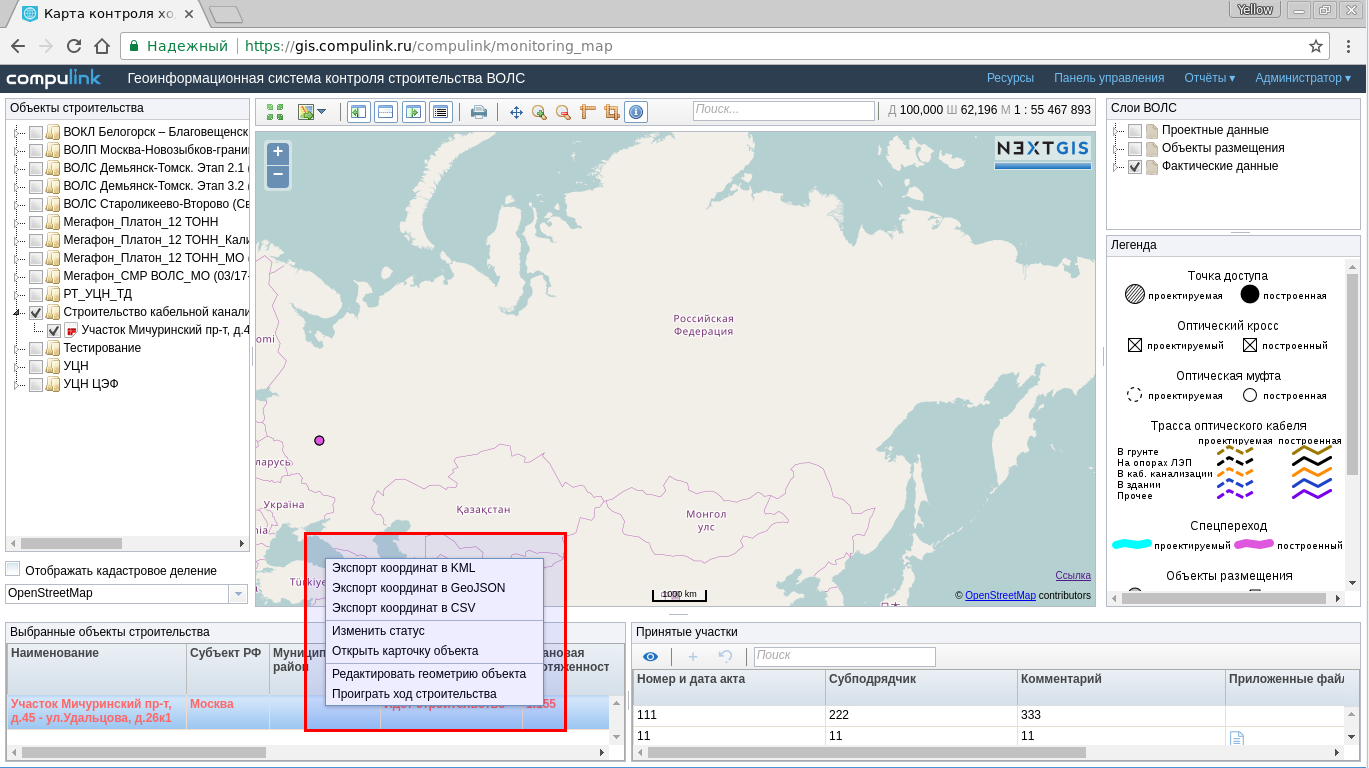 Карта контроля хо
Yellow
Надежный
https://gis.compulink.ru/compulink/monitoring_map
compulink
Геоинформационная система контроля строительства ВОЛС
Ресурсы
Панель управления
Отчёты ▾
Администратор ▾
Объекты строительства
ВОКЛ Белогорск – Благовещенск
ВОЛП Москва-Новозыбков-грани
ВОЛС Демьянск-Томск. Этап 2.1 (
ВОЛС Демьянск-Томск. Этап 3.2 (
ВОЛС Староликеево-Второво (Св
Мегафон_Платон_12 ТОНН
Мегафон_Платон_12 ТОНН_Кали
Мегафон_Платон_12 ТОНН_МО (
Мегафон_СМР ВОЛС_МО (03/17-
РТ_УЦН_ТД
Строительство кабельной канали
Участок Мичуринский пр-т, д.4
Тестирование
УЦН
УЦН ЦЭФ
Отображать кадастровое деление
OpenStreetMap
Поиск...
Д 100,000 Ш 62,196 М 1 : 55 467 893
+
−
NEXTGIS
Российская
Федерация
omi
ларусь
Україна
nia
Қазақстан
Монгол
улс
Türkiye
日本
1000 km
Ссылка
© OpenStreetMap contributors
Слои ВОЛС
Проектные данные
Объекты размещения
Фактические данные
Легенда
Точка доступа
проектируемая
построенная
Оптический кросс
проектируемый
построенный
Оптическая муфта
проектируемая
построенная
Трасса оптического кабеля
проектируемая построенная
В грунте
На опорах ЛЭП
В каб. канализации
В здании
Прочее
Спецпереход
проектируемый
построенный
Объекты размещения
Выбранные объекты строительства
Наименование
Субъект РФ
Муницип
район
ановая
отяженност
Участок Мичуринский пр-т,
д.45 - ул.Удальцова, д.26к1
Москва
Идет строительство
1.155
Экспорт координат в KML
Экспорт координат в GeoJSON
Экспорт координат в CSV
Изменить статус
Открыть карточку объекта
Редактировать геометрию объекта
Проиграть ход строительства
Принятые участки
Поиск
Номер и дата акта
Субподрядчик
Комментарий
Приложенные фай
111
222
333
11
11
11